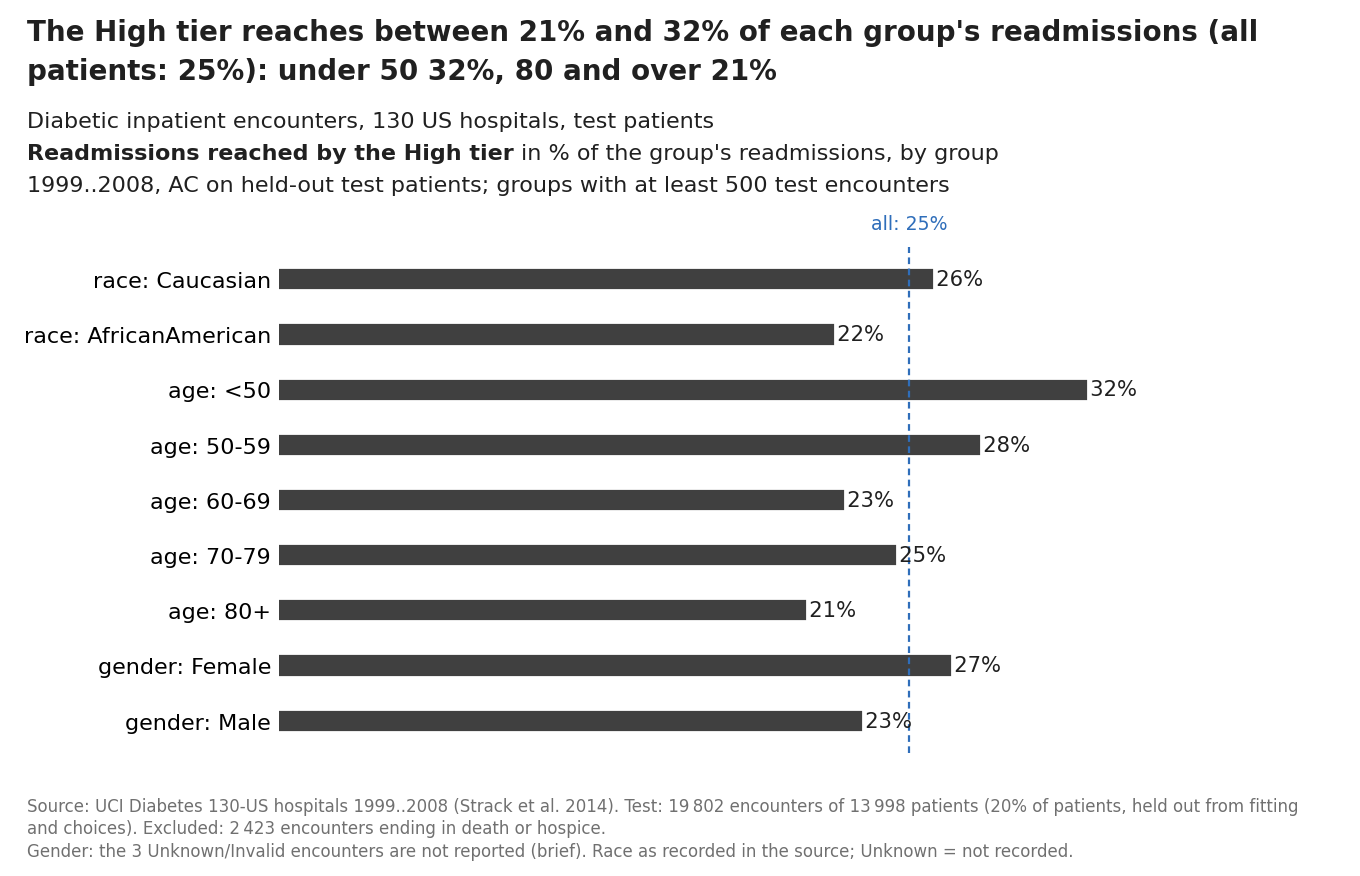 The High tier reaches between 21% and 32% of each group's readmissions (all
patients: 25%): under 50 32%, 80 and over 21%
Diabetic inpatient encounters, 130 US hospitals, test patients
Readmissions reached by the High tier in % of the group's readmissions, by group
1999..2008, AC on held-out test patients; groups with at least 500 test encounters
all: 25%
race: Caucasian 26%
race: AfricanAmerican 22%
age: <50 32%
age: 50-59 28%
age: 60-69 23%
age: 70-79 25%
age: 80+ 21%
gender: Female 27%
gender: Male 23%
Source: UCI Diabetes 130-US hospitals 1999..2008 (Strack et al. 2014). Test: 19 802 encounters of 13 998 patients (20% of patients, held out from fitting
and choices). Excluded: 2 423 encounters ending in death or hospice.
Gender: the 3 Unknown/Invalid encounters are not reported (brief). Race as recorded in the source; Unknown = not recorded.